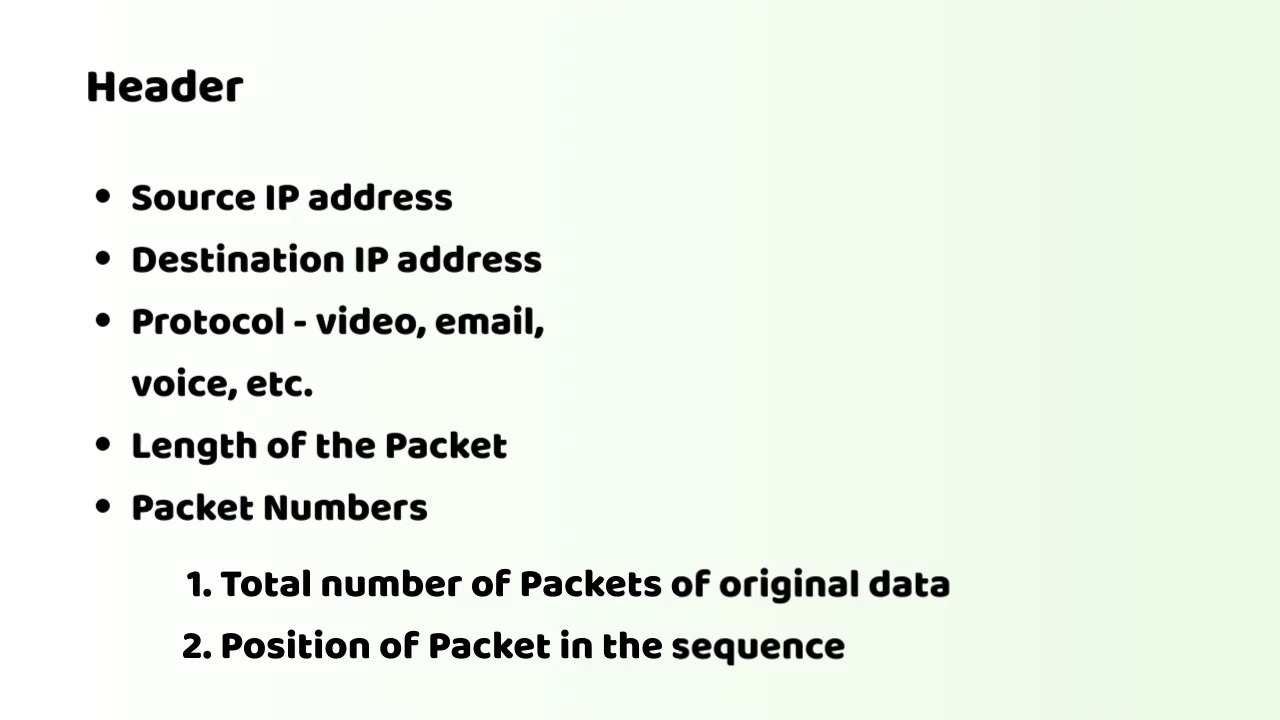 Header
• Source IP address
• Destination IP address
• Protocol - video, email,
voice, etc.
• Length of the Packet
• Packet Numbers
1. Total number of Packets of original data
2. Position of Packet in the sequence